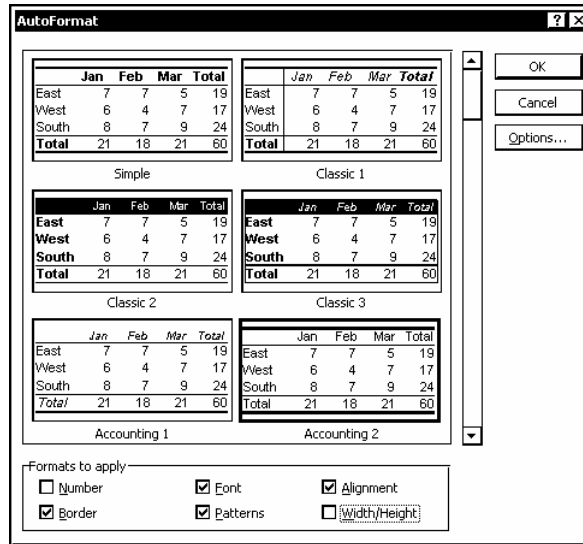 AutoFormat
Jan Feb Mar Total
East 7 7 5 19
West 6 4 7 17
South 8 7 9 24
Total 21 18 21 60
Simple
Jan Feb Mar Total
East 7 7 5 19
West 6 4 7 17
South 8 7 9 24
Total 21 18 21 60
Classic 1
Jan Feb Mar Total
East 7 7 5 19
West 6 4 7 17
South 8 7 9 24
Total 21 18 21 60
Classic 2
Jan Feb Mar Total
East 7 7 5 19
West 6 4 7 17
South 8 7 9 24
Total 21 18 21 60
Classic 3
Jan Feb Mar Total
East 7 7 5 19
West 6 4 7 17
South 8 7 9 24
Total 21 18 21 60
Accounting 1
Jan Feb Mar Total
East 7 7 5 19
West 6 4 7 17
South 8 7 9 24
Total 21 18 21 60
Accounting 2
OK
Cancel
Options...
Formats to apply
Number
Font
Alignment
Border
Patterns
Width/Height